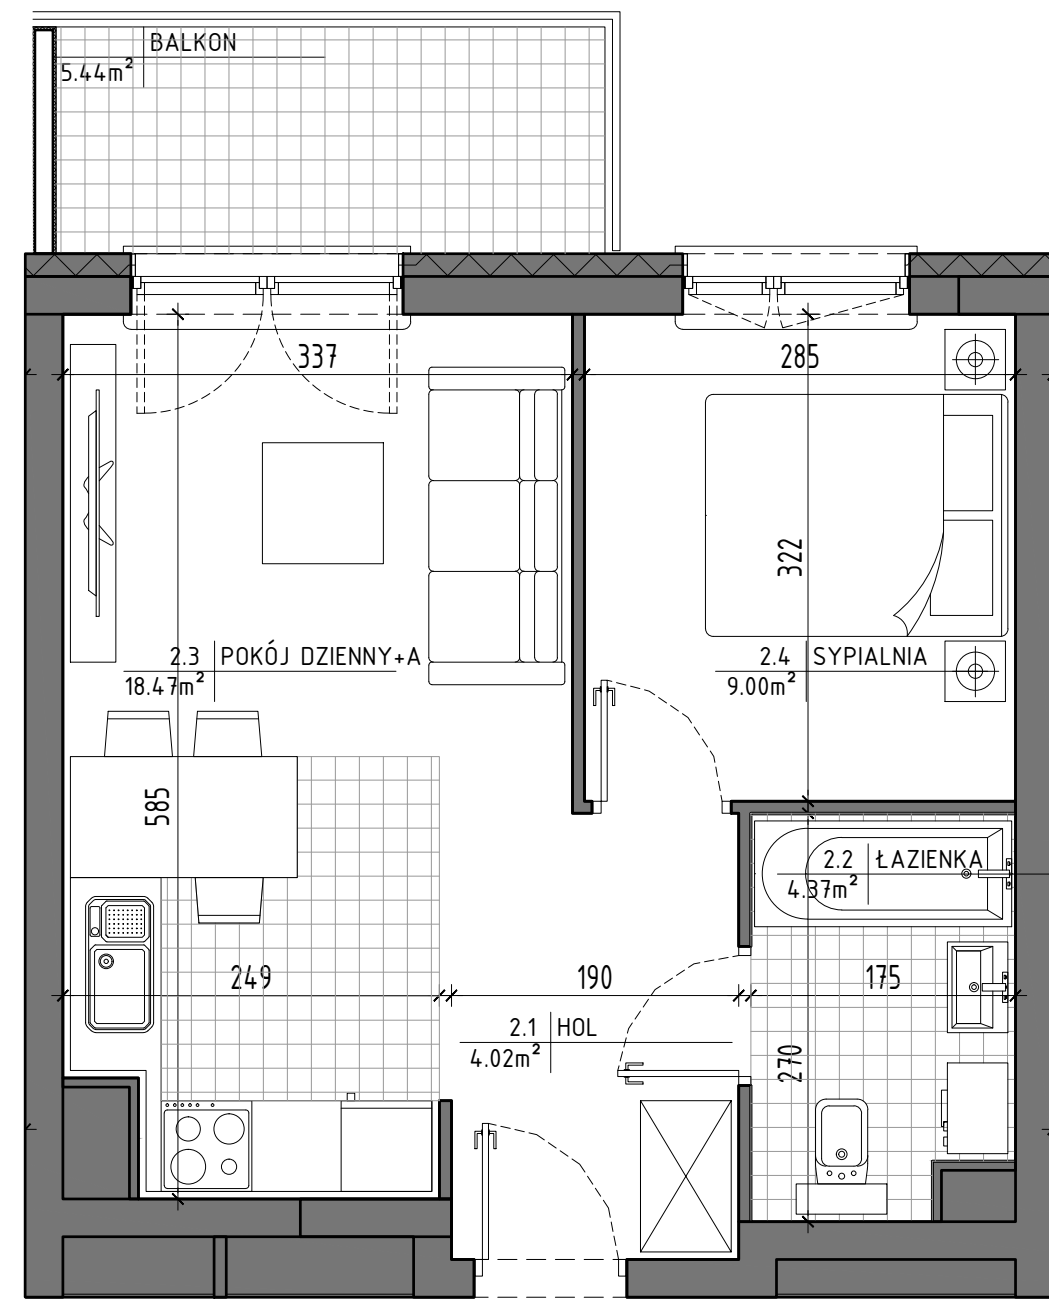 BALKON
5.44m²
337
285
322
2.3 POKÓJ DZIENNY+A
18.47m²
2.4 SYPIALNIA
9.00m²
585
2.2 ŁAZIENKA
4.37m²
249
190
175
2.1 HOL
4.02m²
270